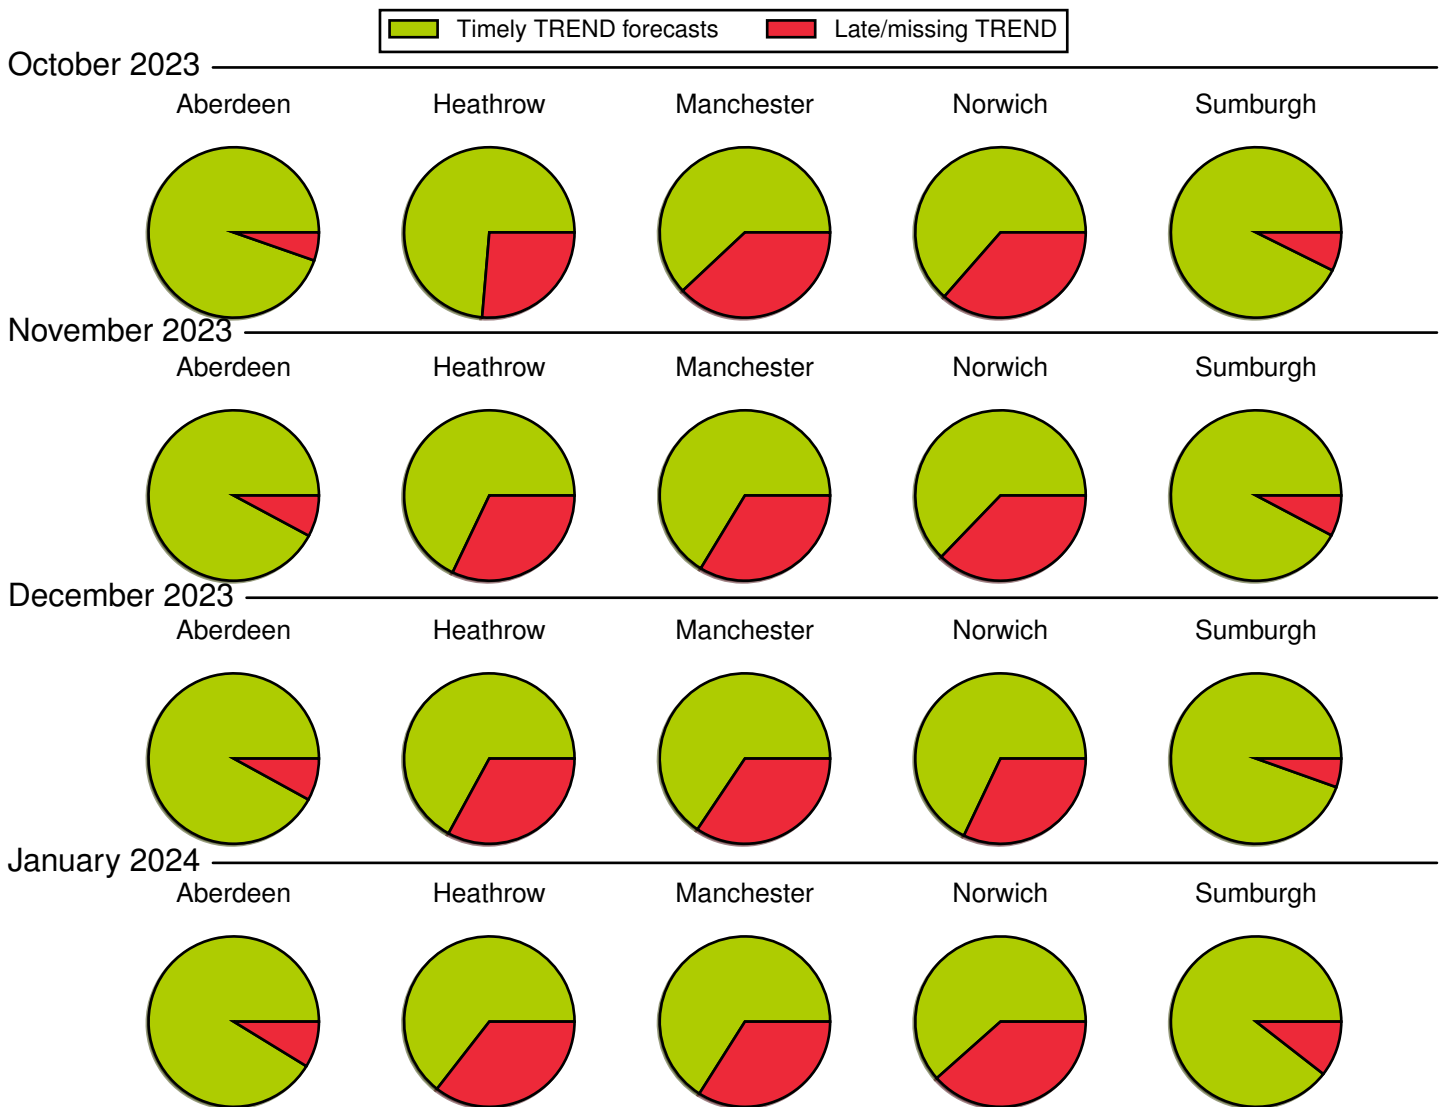 Timely TREND forecasts Late/missing TREND
October 2023
Aberdeen Heathrow Manchester Norwich Sumburgh
November 2023
Aberdeen Heathrow Manchester Norwich Sumburgh
December 2023
Aberdeen Heathrow Manchester Norwich Sumburgh
January 2024
Aberdeen Heathrow Manchester Norwich Sumburgh